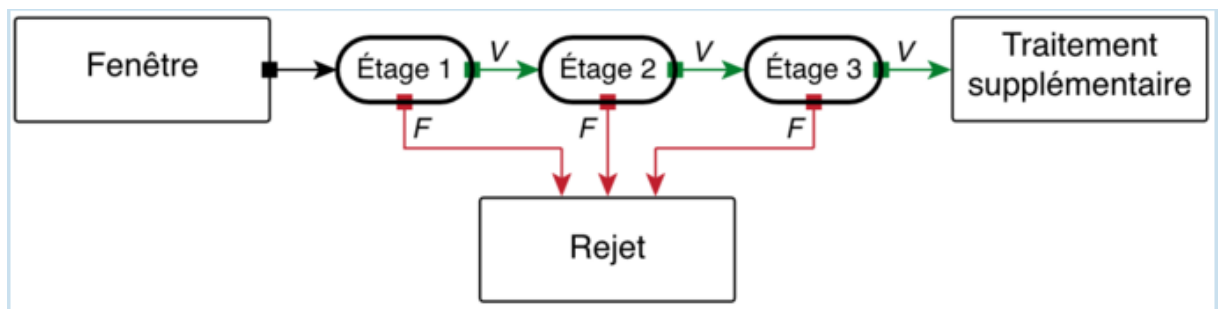 Fenêtre
Étage 1
V
Étage 2
V
Étage 3
V
Traitement
supplémentaire
F
F
F
Rejet